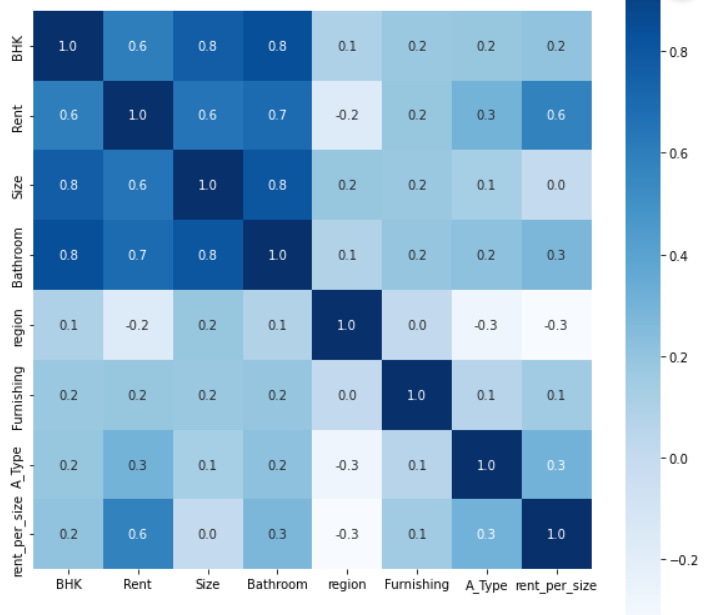 BHK 1.0 0.6 0.8 0.8 0.1 0.2 0.2 0.2
Rent 0.6 1.0 0.6 0.7 -0.2 0.2 0.3 0.6
Size 0.8 0.6 1.0 0.8 0.2 0.2 0.1 0.0
Bathroom 0.8 0.7 0.8 1.0 0.1 0.2 0.2 0.3
region 0.1 -0.2 0.2 0.1 1.0 0.0 -0.3 -0.3
Furnishing 0.2 0.2 0.2 0.2 0.0 1.0 0.1 0.1
A_Type 0.2 0.3 0.1 0.2 -0.3 0.1 1.0 0.3
rent_per_size 0.2 0.6 0.0 0.3 -0.3 0.1 0.3 1.0
BHK Rent Size Bathroom region Furnishing A_Type rent_per_size
0.8
0.6
0.4
0.2
0.0
−0.2